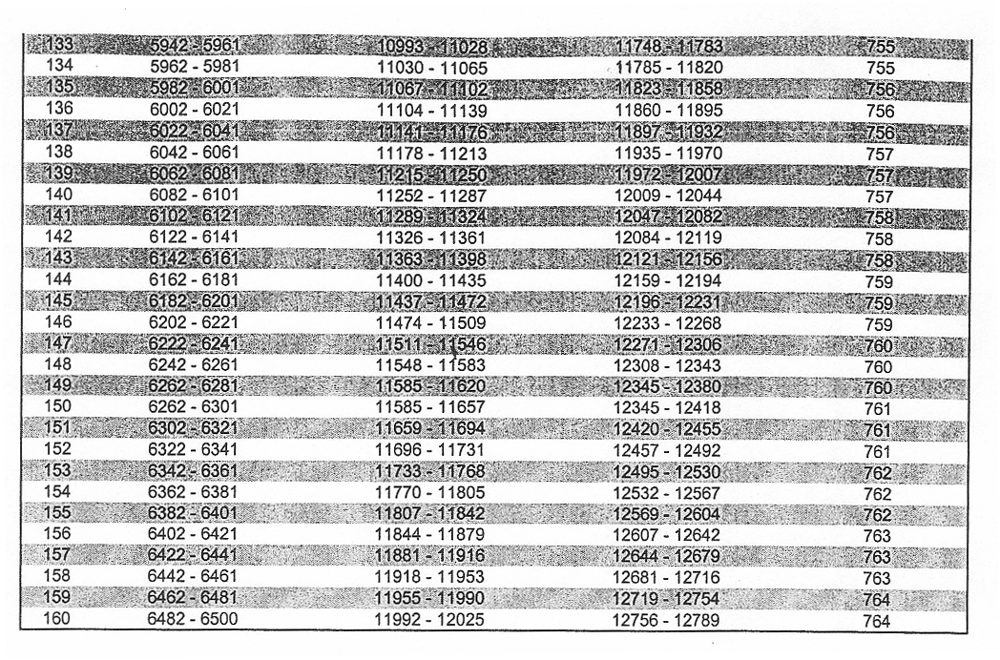 133 5942 - 5961 10993 - 11028 11748 - 11783 755
134 5962 - 5981 11030 - 11065 11785 - 11820 755
135 5982 - 6001 11067 - 11102 11823 - 11858 756
136 6002 - 6021 11104 - 11139 11860 - 11895 756
137 6022 - 6041 11141 - 11176 11897 - 11932 756
138 6042 - 6061 11178 - 11213 11935 - 11970 757
139 6062 - 6081 11215 - 11250 11972 - 12007 757
140 6082 - 6101 11252 - 11287 12009 - 12044 757
141 6102 - 6121 11289 - 11324 12047 - 12082 758
142 6122 - 6141 11326 - 11361 12084 - 12119 758
143 6142 - 6161 11363 - 11398 12121 - 12156 758
144 6162 - 6181 11400 - 11435 12159 - 12194 759
145 6182 - 6201 11437 - 11472 12196 - 12231 759
146 6202 - 6221 11474 - 11509 12233 - 12268 759
147 6222 - 6241 11511 - 11546 12271 - 12306 760
148 6242 - 6261 11548 - 11583 12308 - 12343 760
149 6262 - 6281 11585 - 11620 12345 - 12380 760
150 6262 - 6301 11585 - 11657 12345 - 12418 761
151 6302 - 6321 11659 - 11694 12420 - 12455 761
152 6322 - 6341 11696 - 11731 12457 - 12492 761
153 6342 - 6361 11733 - 11768 12495 - 12530 762
154 6362 - 6381 11770 - 11805 12532 - 12567 762
155 6382 - 6401 11807 - 11842 12569 - 12604 762
156 6402 - 6421 11844 - 11879 12607 - 12642 763
157 6422 - 6441 11881 - 11916 12644 - 12679 763
158 6442 - 6461 11918 - 11953 12681 - 12716 763
159 6462 - 6481 11955 - 11990 12719 - 12754 764
160 6482 - 6500 11992 - 12025 12756 - 12789 764